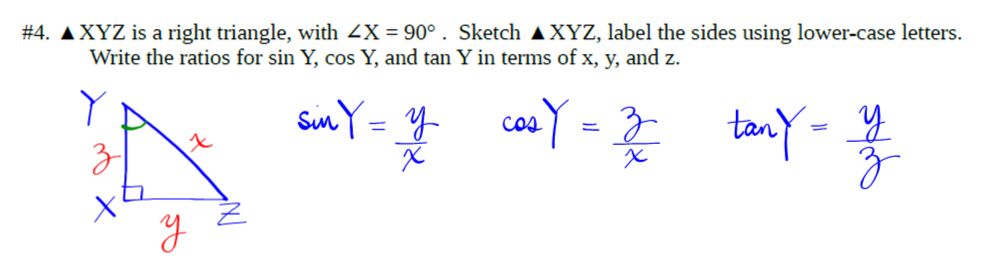 #4. ▲XYZ is a right triangle, with ∠X = 90° . Sketch ▲XYZ, label the sides using lower-case letters.
Write the ratios for sin Y, cos Y, and tan Y in terms of x, y, and z.
Y
z
x
X
y
Z
sin Y = y/x
cos Y = z/x
tan Y = y/z